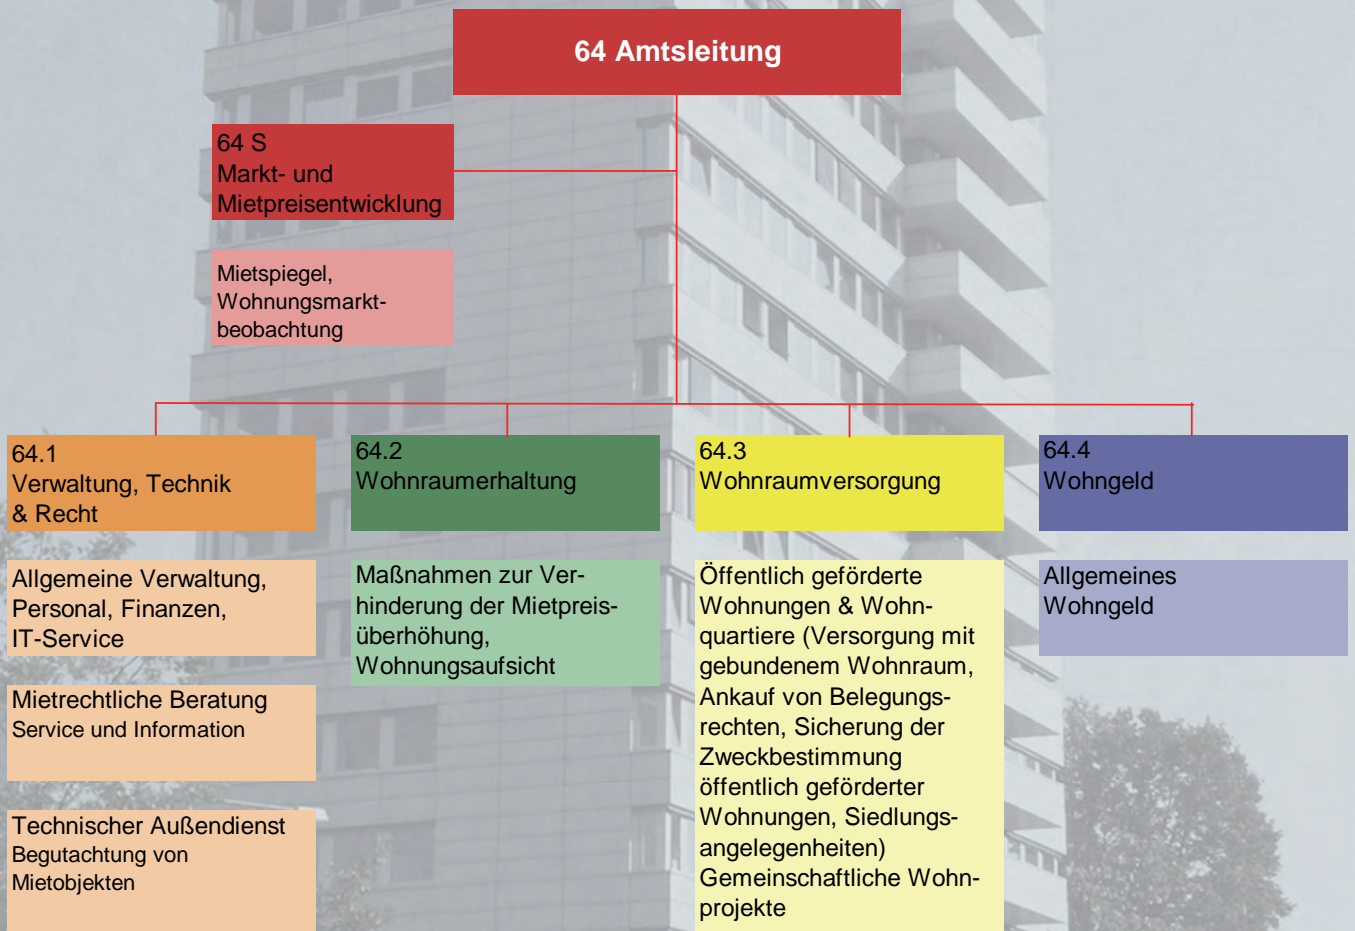 64 Amtsleitung
64 S
Markt- und
Mietpreisentwicklung
Mietspiegel,
Wohnungsmarkt-
beobachtung
64.1
Verwaltung, Technik
& Recht
Allgemeine Verwaltung,
Personal, Finanzen,
IT-Service
Mietrechtliche Beratung
Service und Information
Technischer Außendienst
Begutachtung von
Mietobjekten
64.2
Wohnraumerhaltung
Maßnahmen zur Ver-
hinderung der Mietpreis-
überhöhung,
Wohnungsaufsicht
64.3
Wohnraumversorgung
Öffentlich geförderte
Wohnungen & Wohn-
quartiere (Versorgung mit
gebundenem Wohnraum,
Ankauf von Belegungs-
rechten, Sicherung der
Zweckbestimmung
öffentlich geförderter
Wohnungen, Siedlungs-
angelegenheiten)
Gemeinschaftliche Wohn-
projekte
64.4
Wohngeld
Allgemeines
Wohngeld